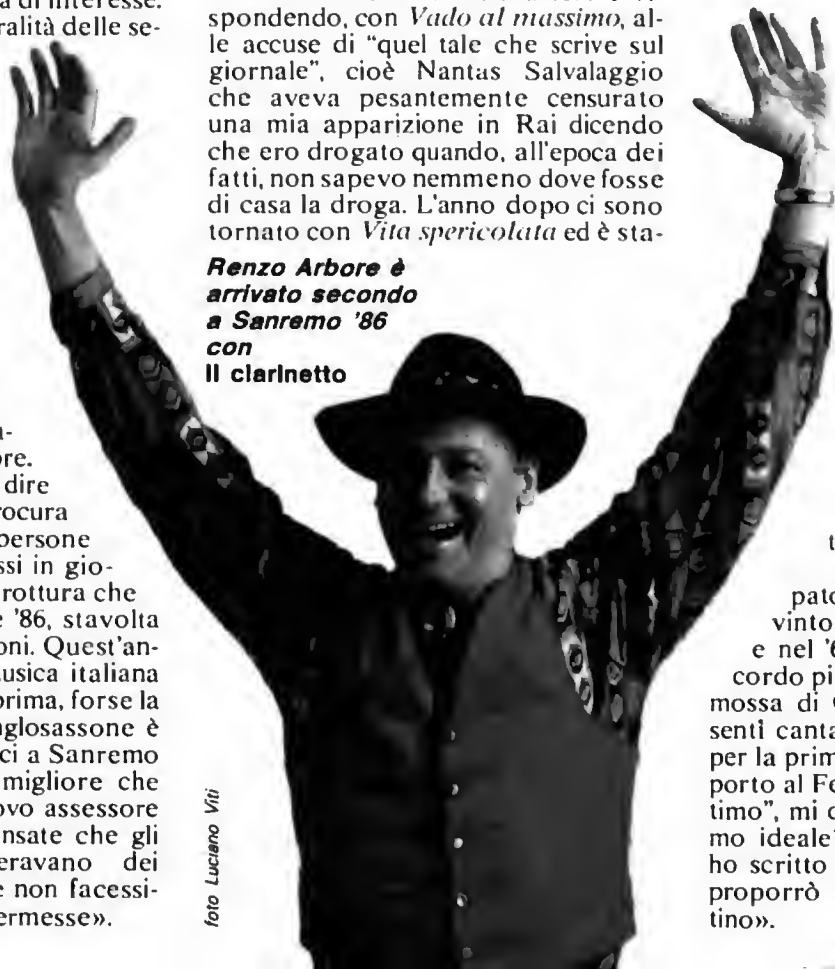 a di interesse.
ralità delle se-
re.
dire
rocura
persone
ssi in gio-
rottura che
e '86, stavolta
oni. Quest'an-
usica italiana
prima, forse la
nglosassone è
ci a Sanremo
migliore che
ovo assessore
nsate che gli
eravano dei
e non facessi-
ermesse».
spondendo, con Vado al massimo, al-
le accuse di "quel tale che scrive sul
giornale", cioè Nantas Salvalaggio
che aveva pesantemente censurato
una mia apparizione in Rai dicendo
che ero drogato quando, all'epoca dei
fatti, non sapevo nemmeno dove fosse
di casa la droga. L'anno dopo ci sono
tornato con Vita spericolata ed è sta-
Renzo Arbore è
arrivato secondo
a Sanremo '86
con
Il clarinetto
foto Luciano Viti
t
pato
vinto
e nel '6
cordo pi
mossa di
sentì canta
per la prim
porto al Fe
timo", mi d
mo ideale"
ho scritto
proporrò
tino».